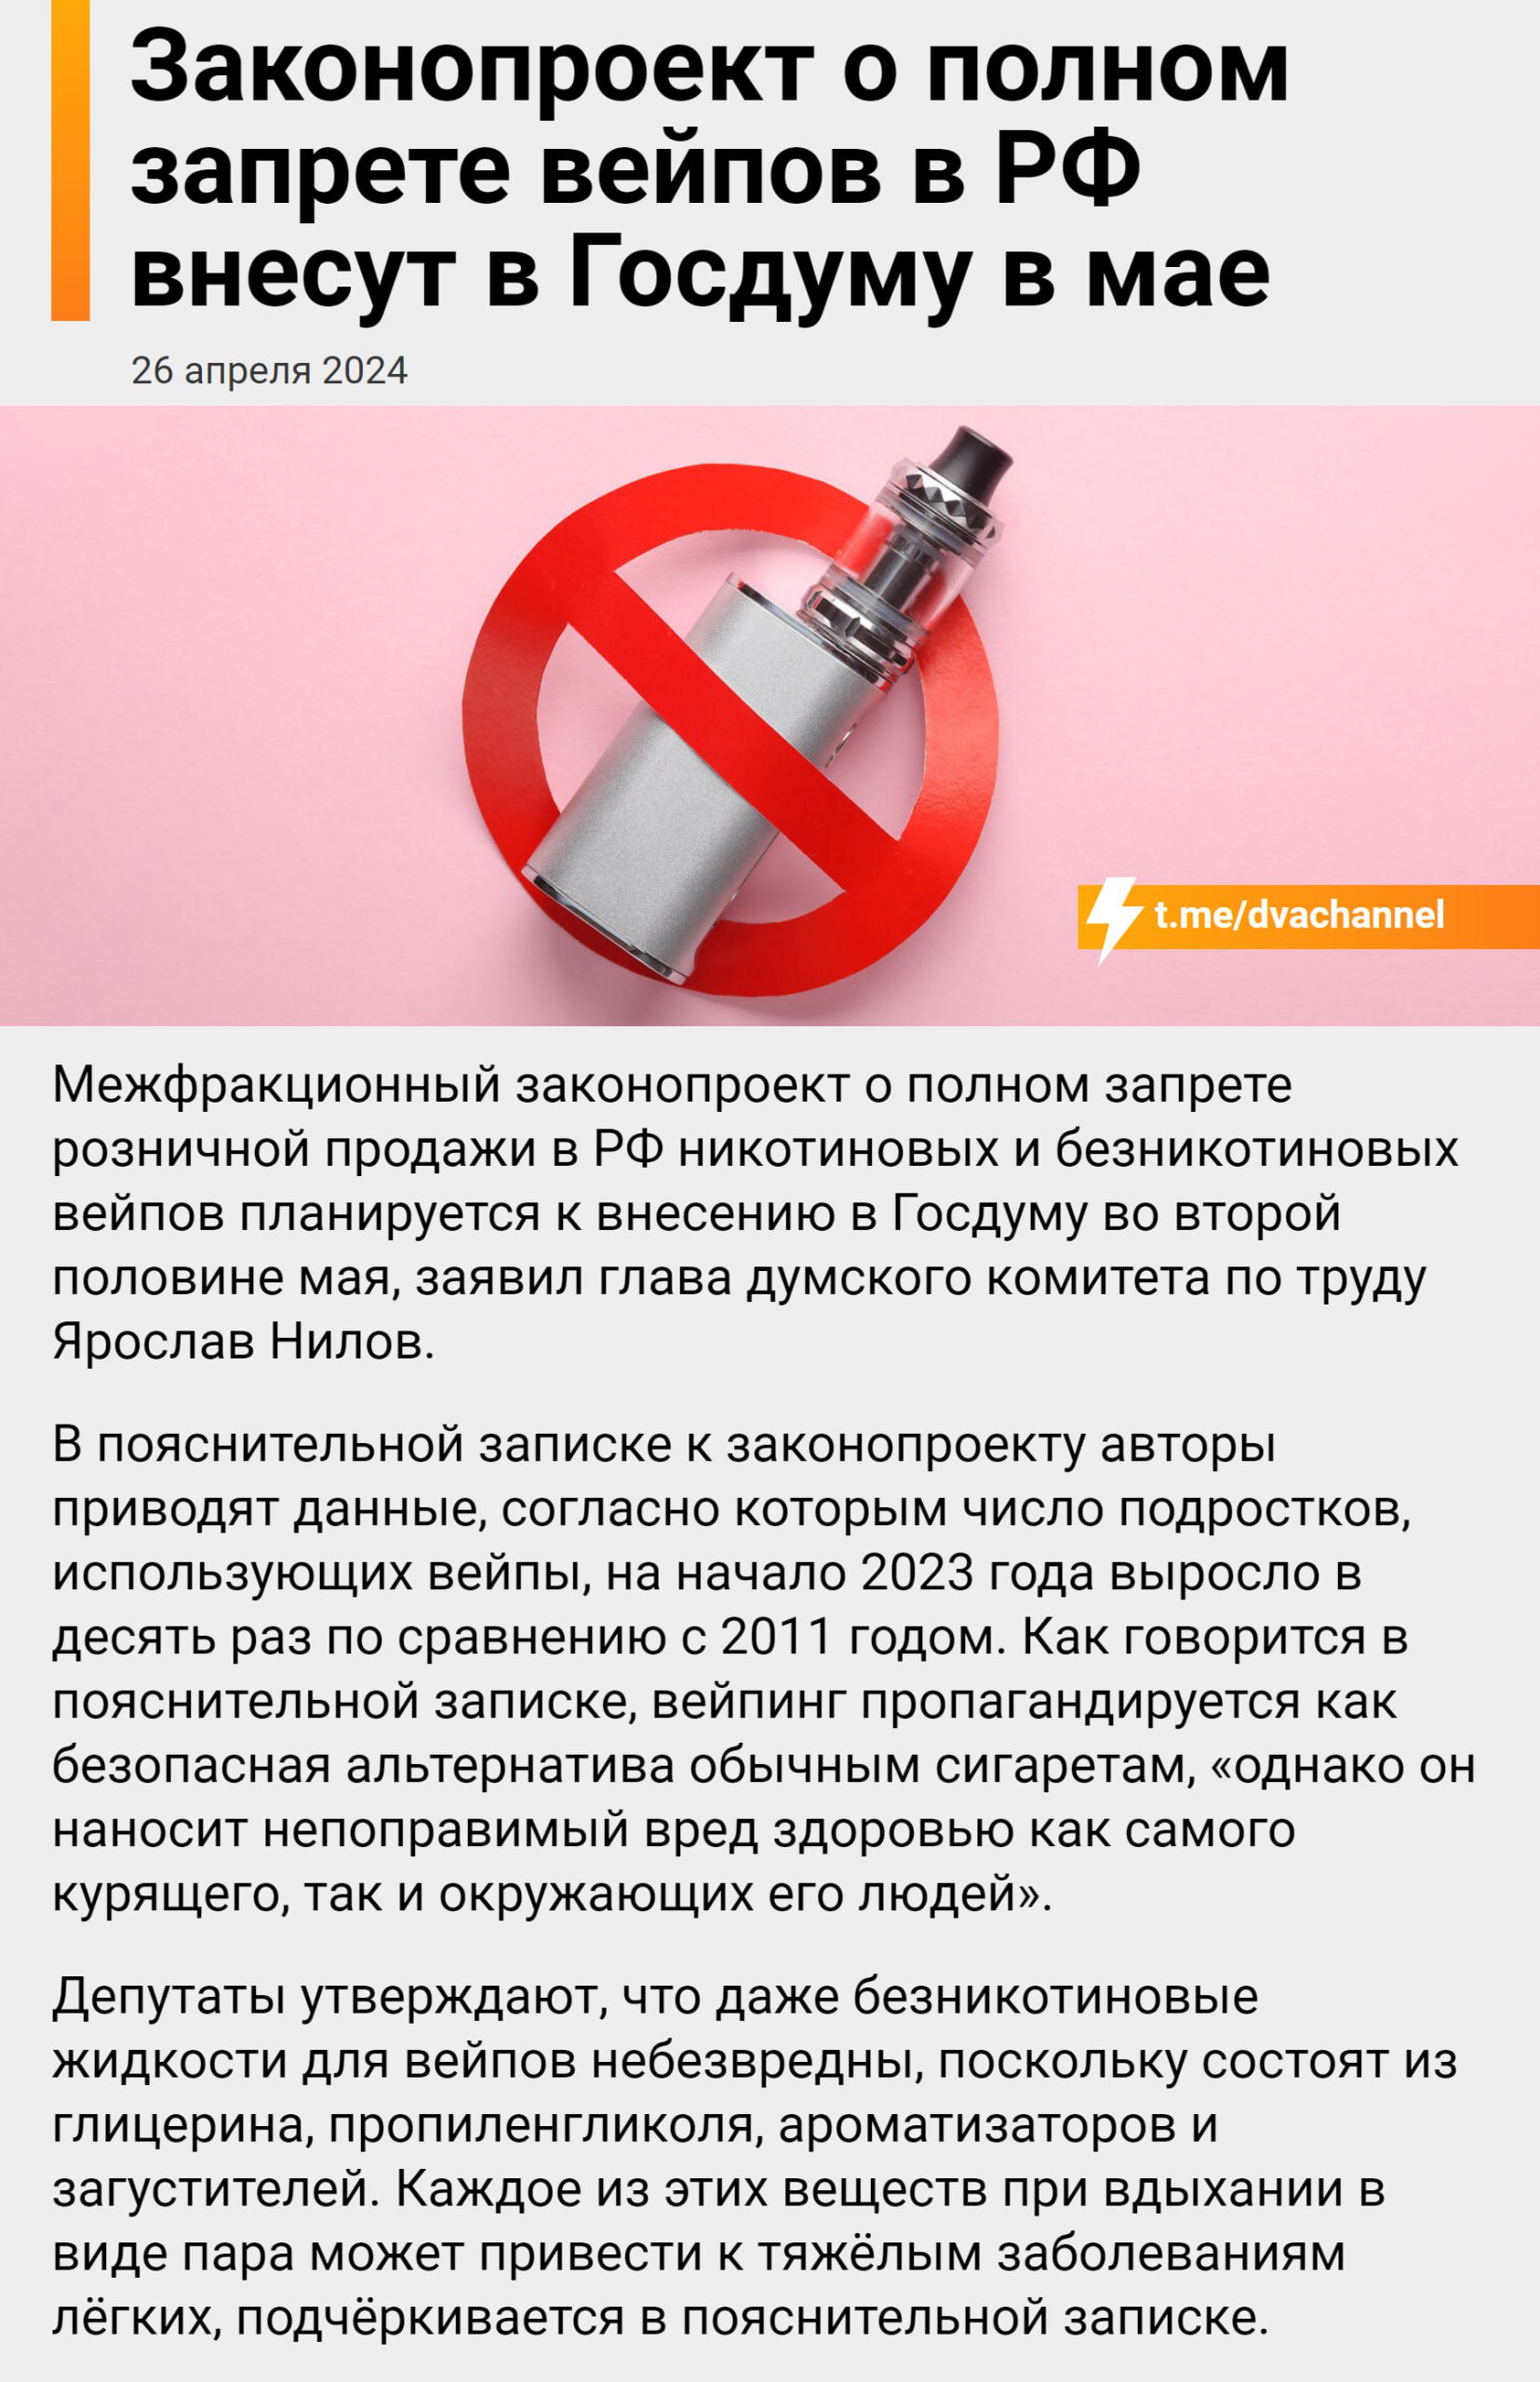 Законопроект о полном
запрете вейпов в РФ
внесут в Госдуму в мае
26 апреля 2024
t.me/dvachannel
Межфракционный законопроект о полном запрете
розничной продажи в РФ никотиновых и безникотиновых
вейпов планируется к внесению в Госдуму во второй
половине мая, заявил глава думского комитета по труду
Ярослав Нилов.
В пояснительной записке к законопроекту авторы
приводят данные, согласно которым число подростков,
использующих вейпы, на начало 2023 года выросло в
десять раз по сравнению с 2011 годом. Как говорится в
пояснительной записке, вейпинг пропагандируется как
безопасная альтернатива обычным сигаретам, «однако он
наносит непоправимый вред здоровью как самого
курящего, так и окружающих его людей».
Депутаты утверждают, что даже безникотиновые
жидкости для вейпов небезвредны, поскольку состоят из
глицерина, пропиленгликоля, ароматизаторов и
загустителей. Каждое из этих веществ при вдыхании в
виде пара может привести к тяжёлым заболеваниям
лёгких, подчёркивается в пояснительной записке.